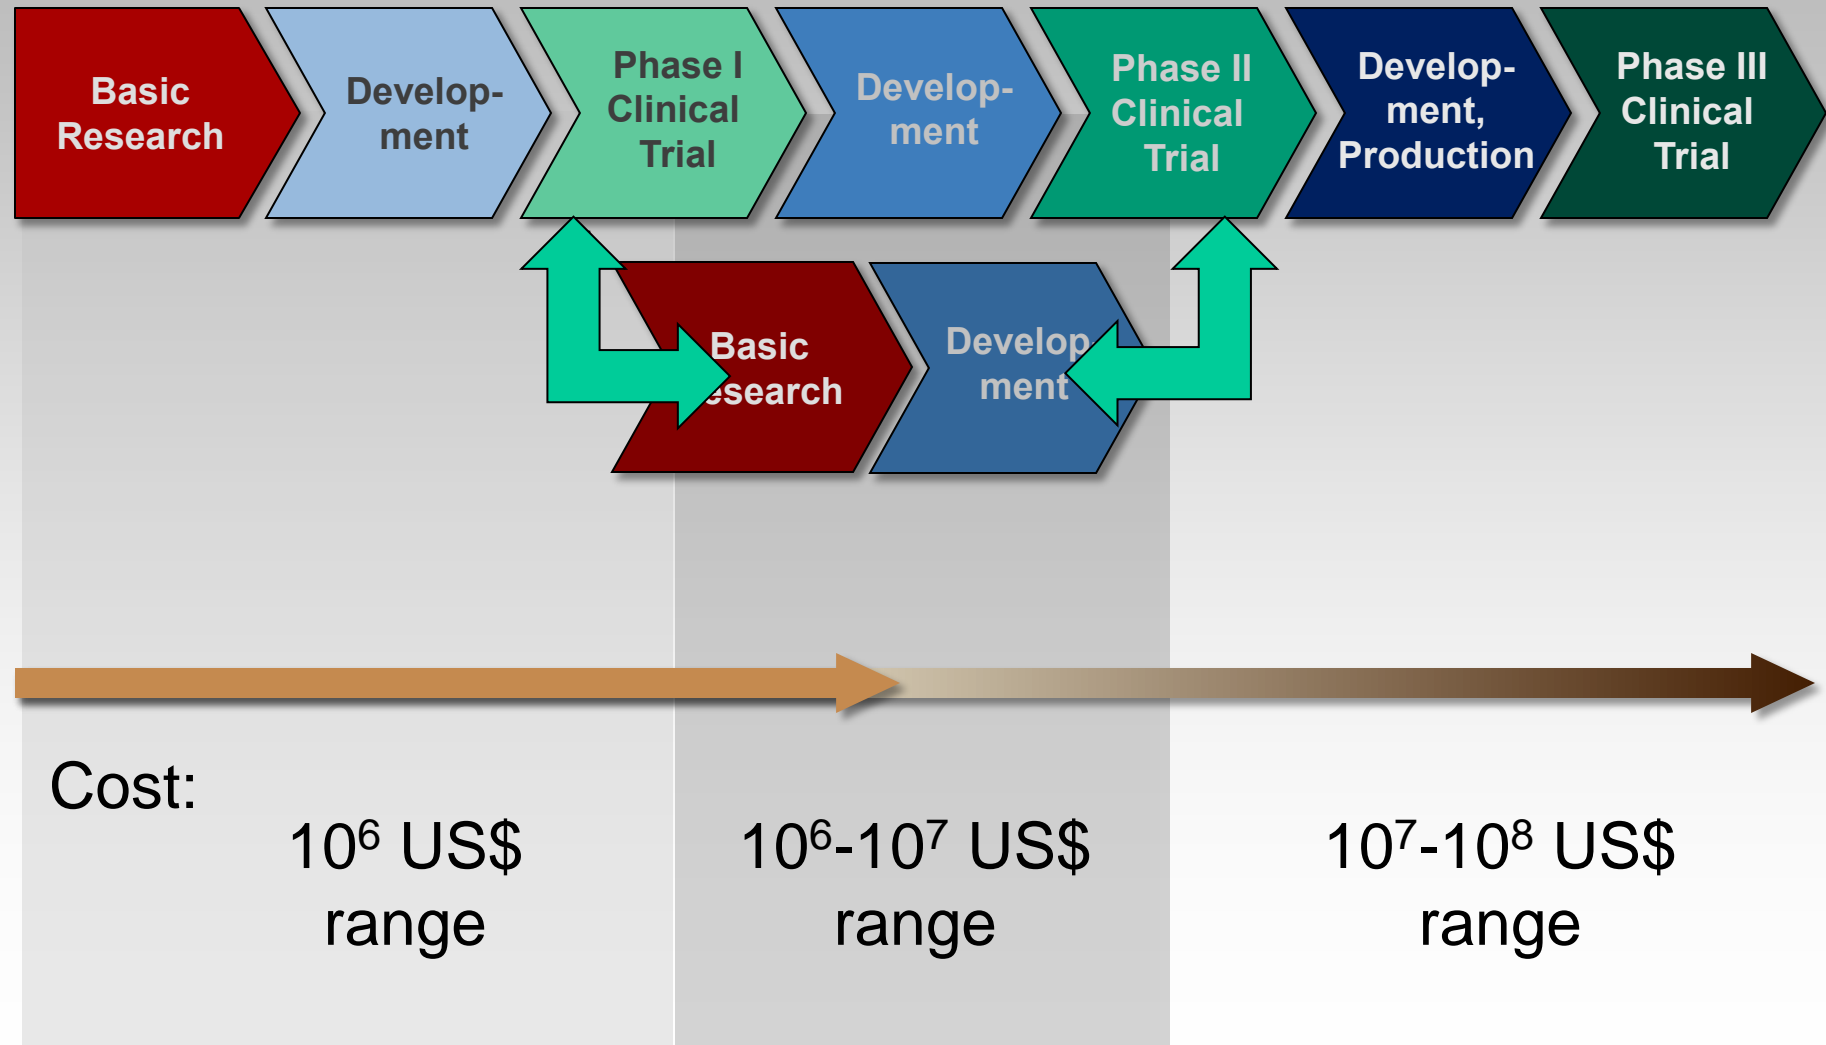 Basic
Research
Develop-
ment
Phase I
Clinical
Trial
Develop-
ment
Phase II
Clinical
Trial
Develop-
ment,
Production
Phase III
Clinical
Trial
Basic
esearch
Develop-
ment
Cost:
10⁶ US$
range
10⁶-10⁷ US$
range
10⁷-10⁸ US$
range